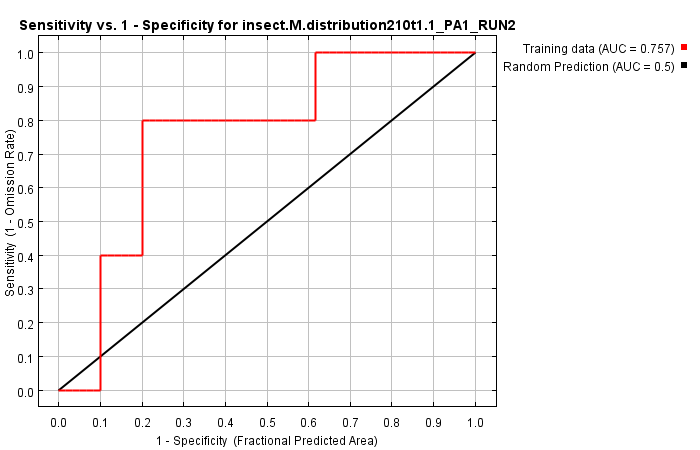 Sensitivity vs. 1 - Specificity for insect.M.distribution210t1.1_PA1_RUN2
Training data (AUC = 0.757)
Random Prediction (AUC = 0.5)
1.0
0.9
0.8
0.7
0.6
0.5
0.4
0.3
0.2
0.1
0.0
Sensitivity (1 - Omission Rate)
0.0 0.1 0.2 0.3 0.4 0.5 0.6 0.7 0.8 0.9 1.0
1 - Specificity (Fractional Predicted Area)